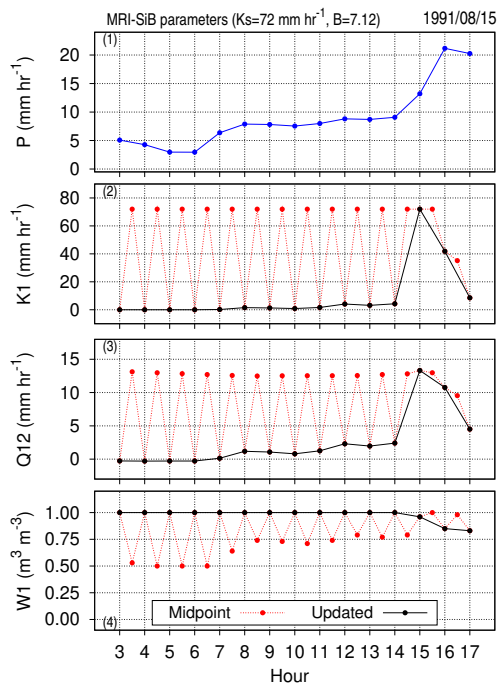 MRI-SiB parameters (Ks=72 mm hr-1, B=7.12) 1991/08/15
(1)
P (mm hr-1)
20
15
10
5
0
(2)
K1 (mm hr-1)
80
60
40
20
0
(3)
Q12 (mm hr-1)
15
10
5
0
W1 (m3 m-3)
1.00
0.75
0.50
0.25
0.00
Midpoint Updated
(4)
3 4 5 6 7 8 9 10 11 12 13 14 15 16 17
Hour